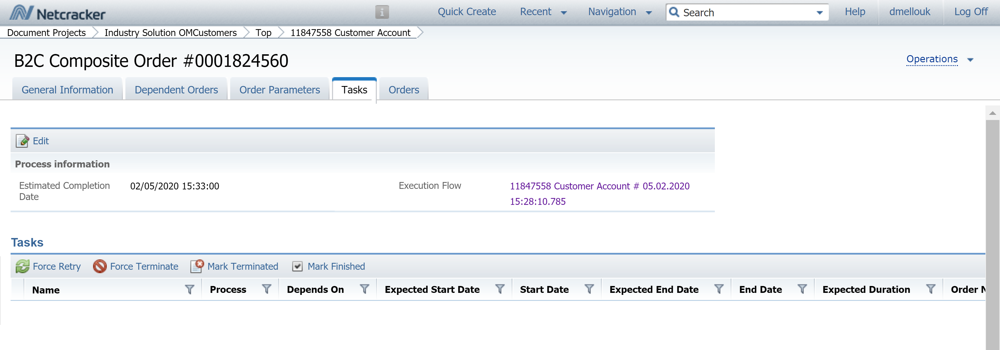 Netcracker
Quick Create Recent Navigation Search Help dmellouk Log Off
Document Projects Industry Solution OMCustomers Top 11847558 Customer Account
B2C Composite Order #0001824560
Operations
General Information Dependent Orders Order Parameters Tasks Orders
Edit
Process information
Estimated Completion Date 02/05/2020 15:33:00
Execution Flow 11847558 Customer Account # 05.02.2020
15:28:10.785
Tasks
Force Retry Force Terminate Mark Terminated Mark Finished
Name Process Depends On Expected Start Date Start Date Expected End Date End Date Expected Duration Order